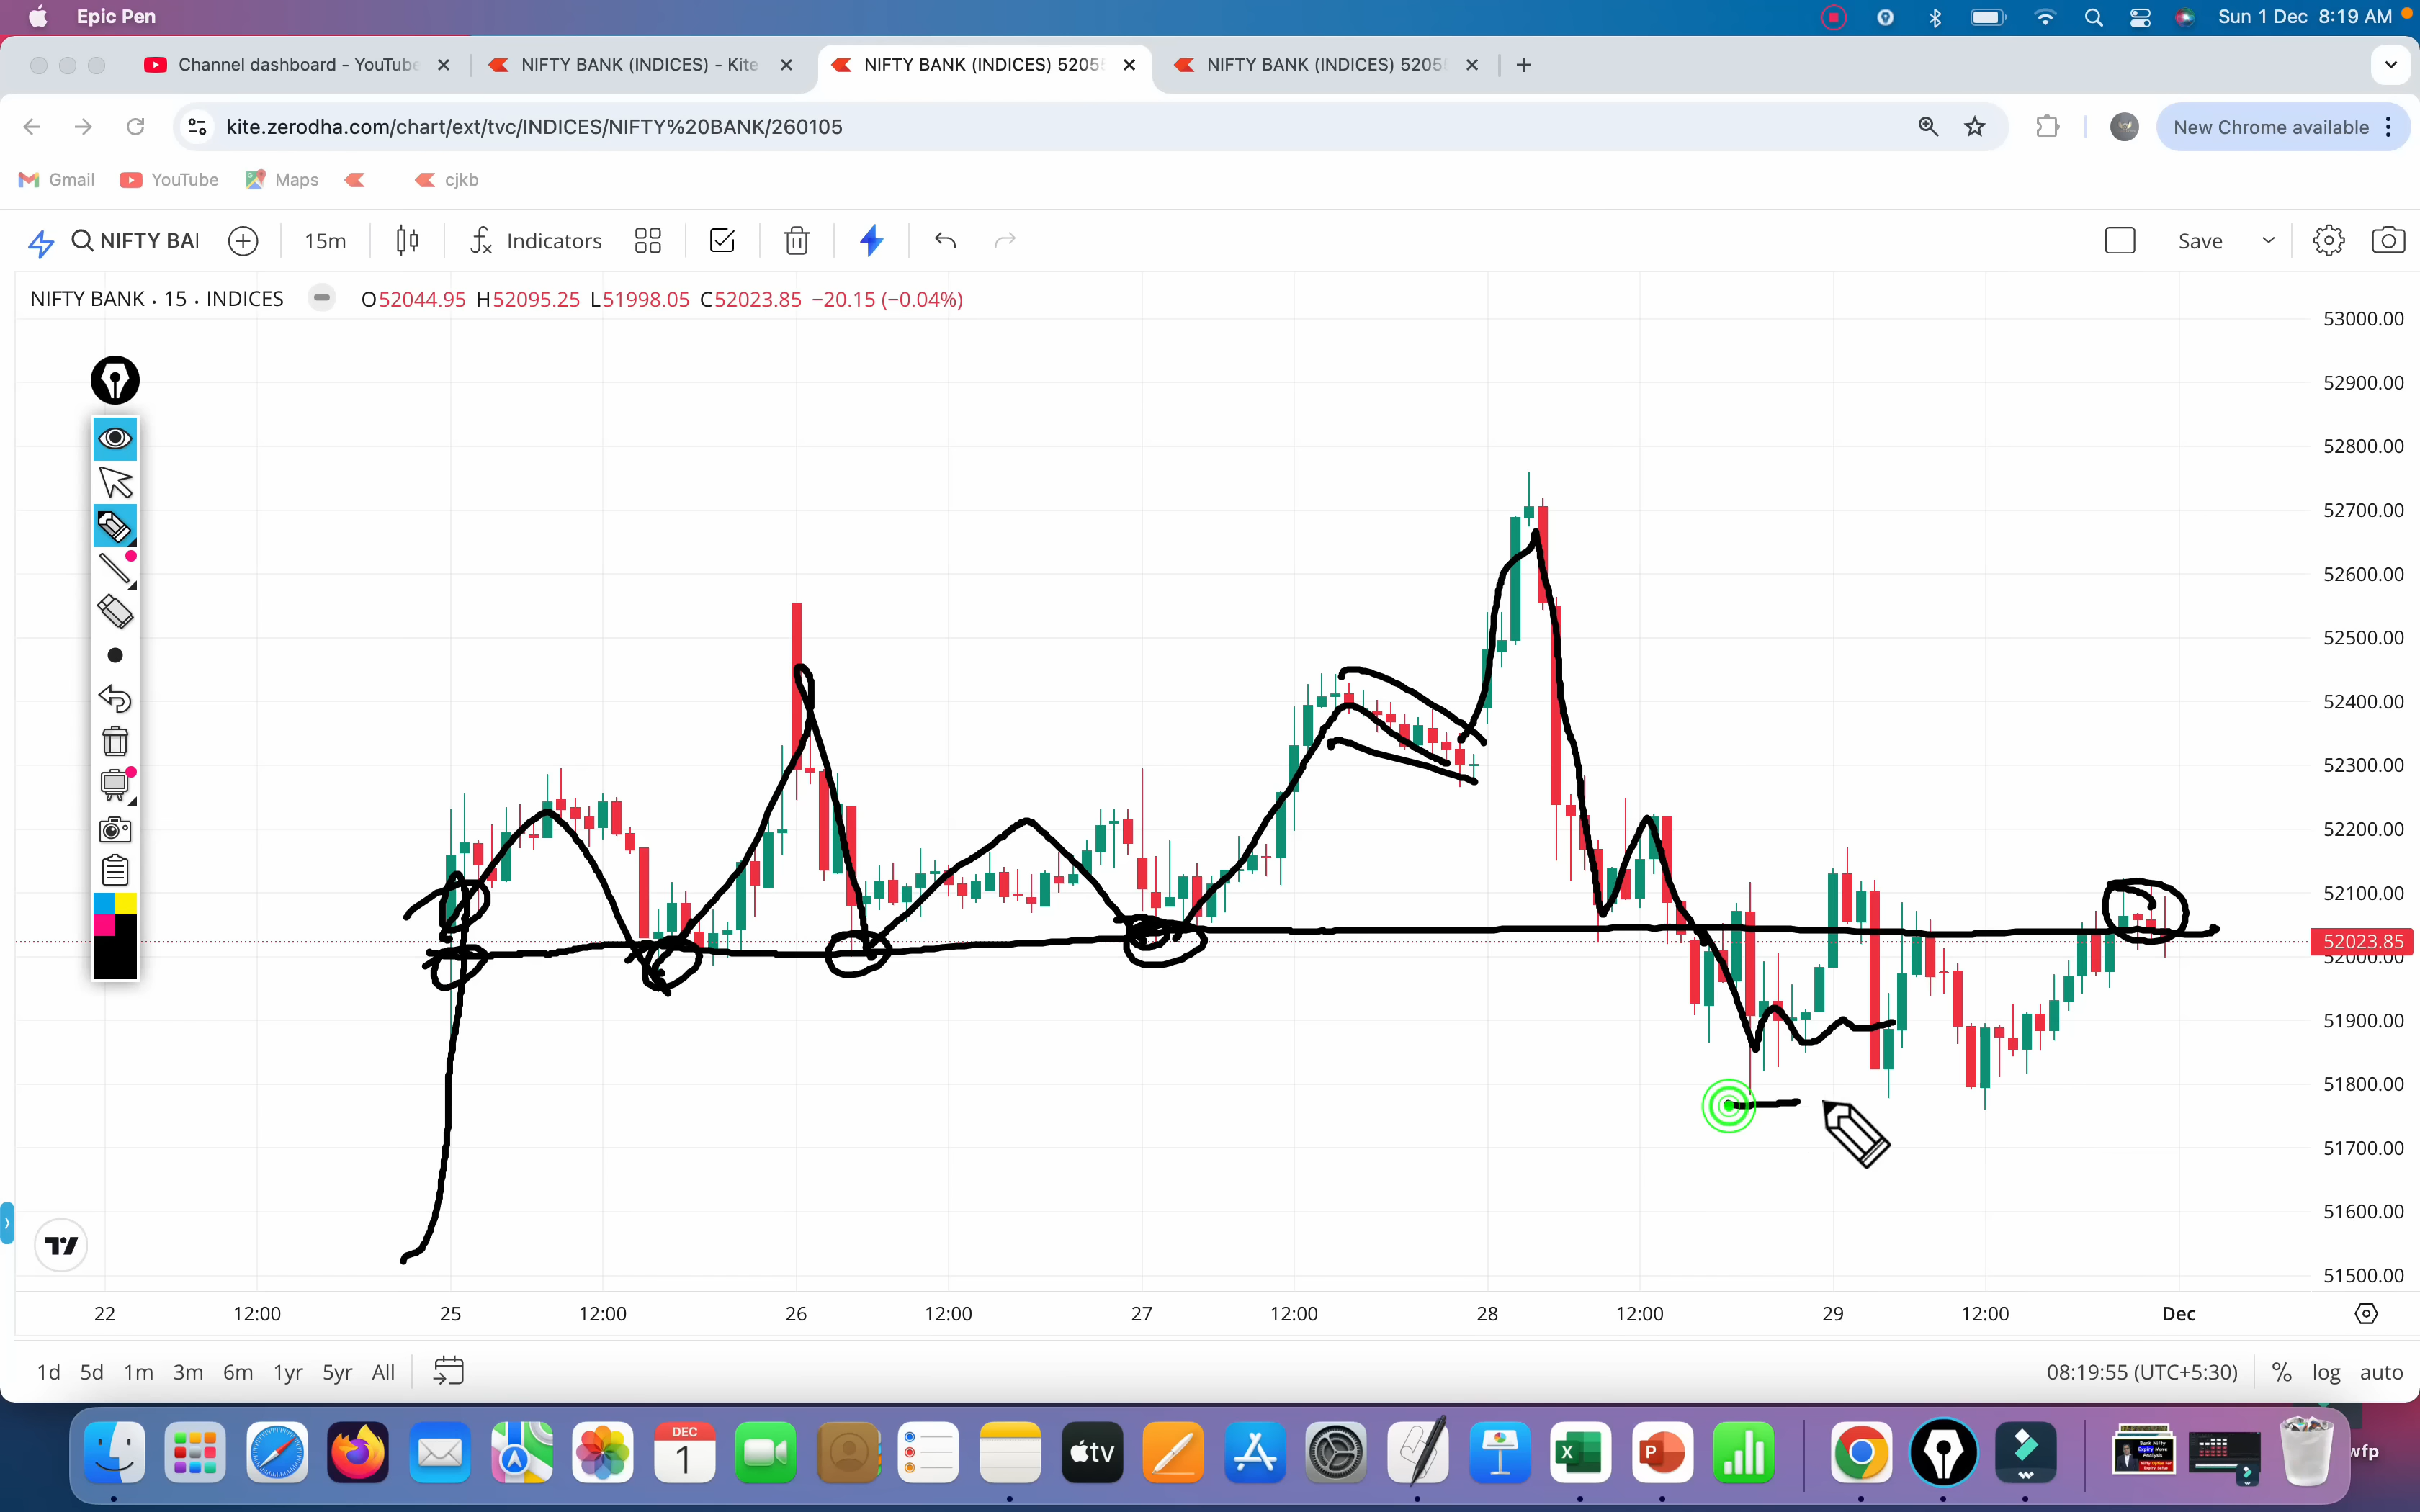 Epic Pen
Sun 1 Dec 8:19 AM
Channel dashboard - YouTube
NIFTY BANK (INDICES) - Kite
NIFTY BANK (INDICES) 5205
NIFTY BANK (INDICES) 5205
kite.zerodha.com/chart/ext/tvc/INDICES/NIFTY%20BANK/260105
New Chrome available
Gmail
YouTube
Maps
cjkb
NIFTY BAI
15m
Indicators
Save
NIFTY BANK · 15 · INDICES
O52044.95 H52095.25 L51998.05 C52023.85 −20.15 (−0.04%)
53000.00
52900.00
52800.00
52700.00
52600.00
52500.00
52400.00
52300.00
52200.00
52100.00
52023.85
52000.00
51900.00
51800.00
51700.00
51600.00
51500.00
22 12:00 25 12:00 26 12:00 27 12:00 28 12:00 29 12:00 Dec
1d 5d 1m 3m 6m 1yr 5yr All
08:19:55 (UTC+5:30)
% log auto
DEC
1
tv
X
P
Bank Nifty
wfp